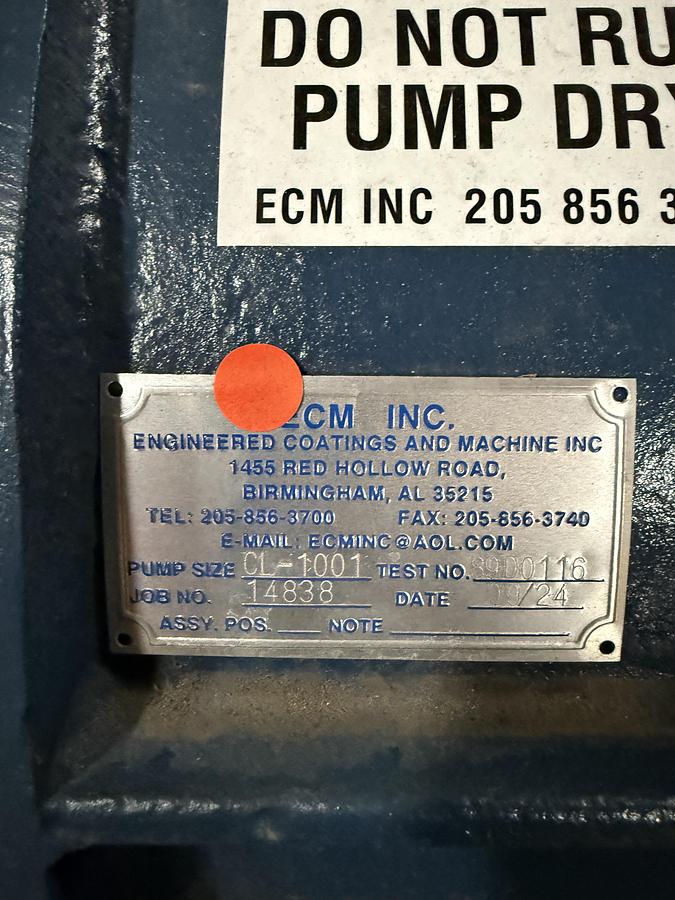 DO NOT RU
PUMP DRY
ECM INC 205 856 3
ECM INC.
ENGINEERED COATINGS AND MACHINE INC
1455 RED HOLLOW ROAD,
BIRMINGHAM, AL 35215
TEL: 205-856-3700 FAX: 205-856-3740
E-MAIL: ECMINC@AOL.COM
PUMP SIZE CL-1001 TEST NO.
JOB NO. 14838 DATE
ASSY. POS. ___ NOTE ___